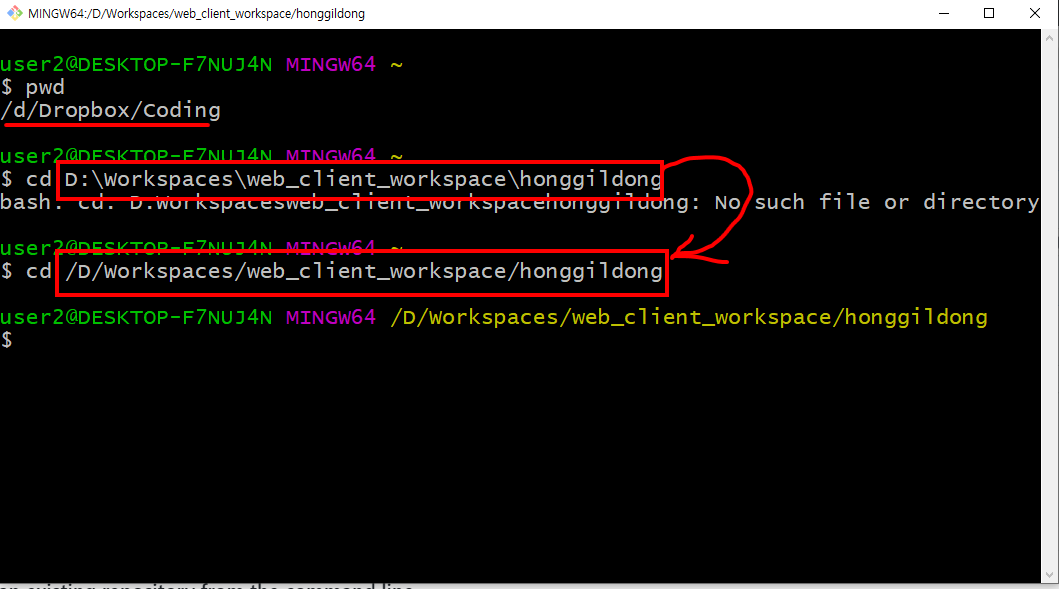 MINGW64:/D/Workspaces/web_client_workspace/honggildong
user2@DESKTOP-F7NUJ4N MINGW64 ~
$ pwd
/d/Dropbox/Coding
user2@DESKTOP-F7NUJ4N MINGW64 ~
$ cd D:\Workspaces\web_client_workspace\honggildong
bash: cd: D:Workspacesweb_client_workspacehonggildong: No such file or directory
user2@DESKTOP-F7NUJ4N MINGW64 ~
$ cd /D/Workspaces/web_client_workspace/honggildong
user2@DESKTOP-F7NUJ4N MINGW64 /D/Workspaces/web_client_workspace/honggildong
$
existing repository from the command line